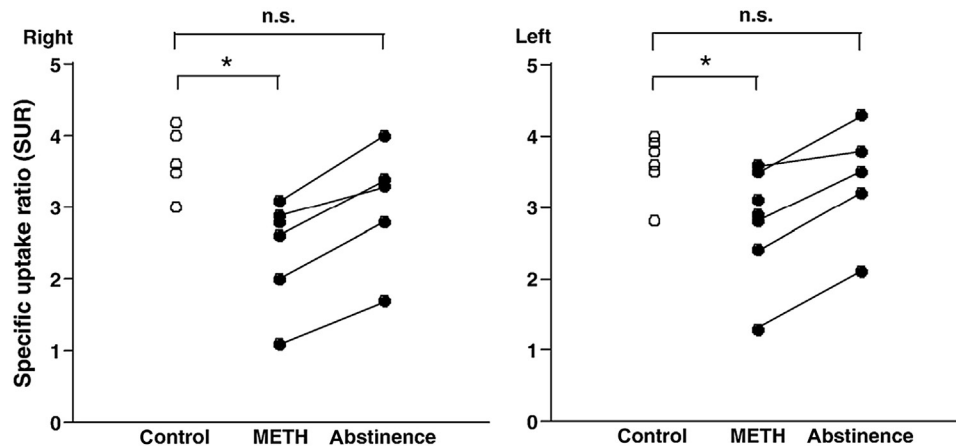 n.s.
Right
*
5
4
3
2
1
0
Specific uptake ratio (SUR)
Control METH Abstinence
n.s.
Left
*
5
4
3
2
1
0
Control METH Abstinence